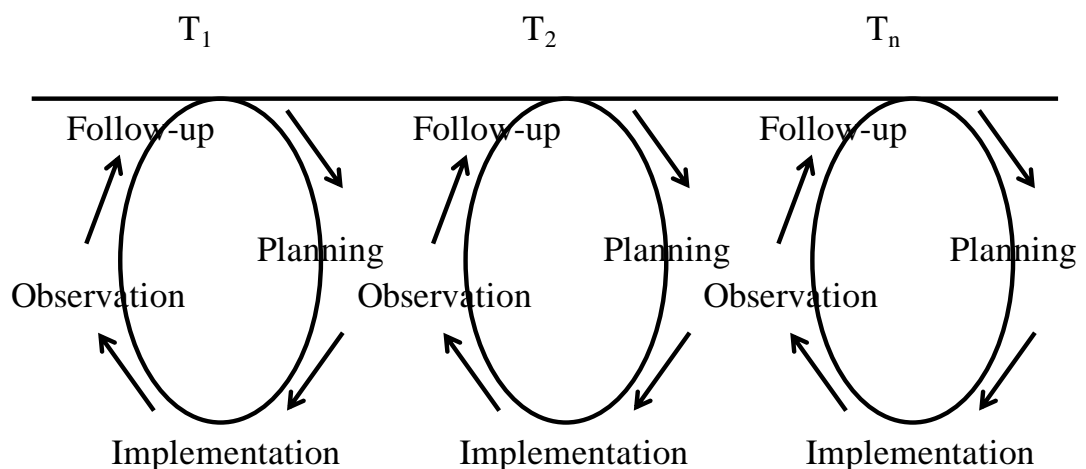 T₁ T₂ Tₙ
Follow-up Follow-up Follow-up
Planning Planning Planning
Observation Observation Observation
Implementation Implementation Implementation